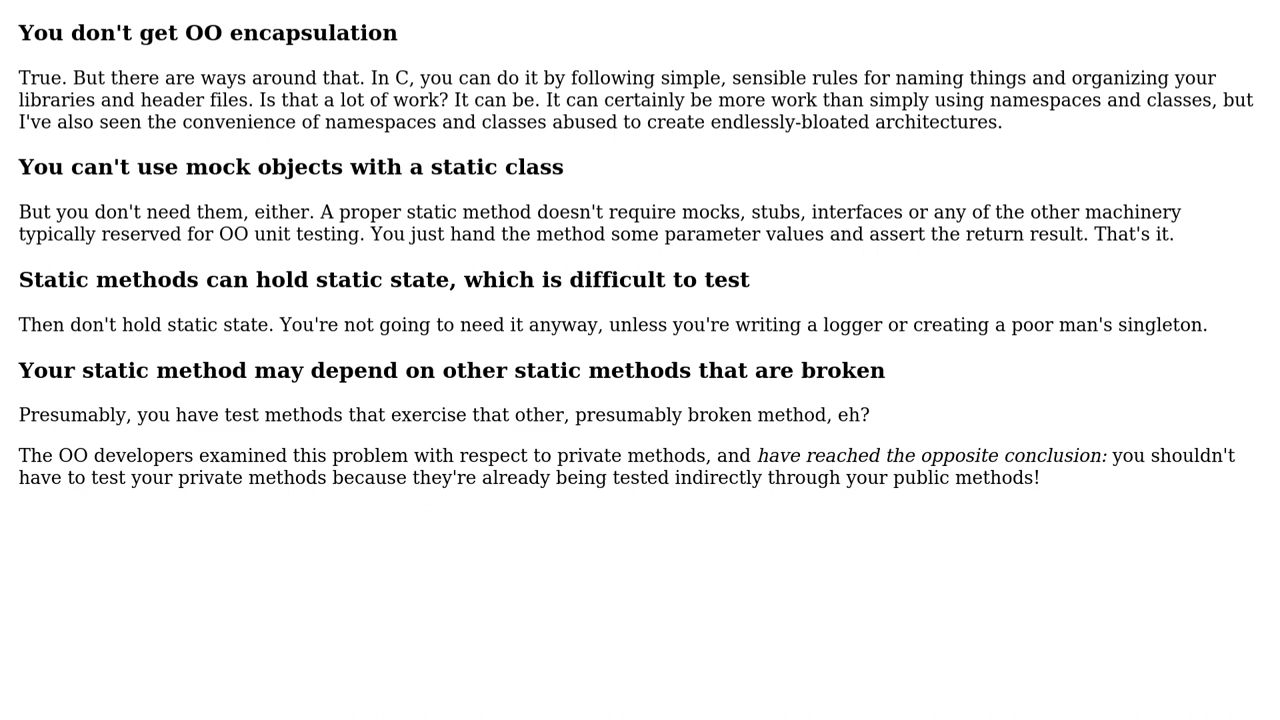 You don't get OO encapsulation
True. But there are ways around that. In C, you can do it by following simple, sensible rules for naming things and organizing your
libraries and header files. Is that a lot of work? It can be. It can certainly be more work than simply using namespaces and classes, but
I've also seen the convenience of namespaces and classes abused to create endlessly-bloated architectures.
You can't use mock objects with a static class
But you don't need them, either. A proper static method doesn't require mocks, stubs, interfaces or any of the other machinery
typically reserved for OO unit testing. You just hand the method some parameter values and assert the return result. That's it.
Static methods can hold static state, which is difficult to test
Then don't hold static state. You're not going to need it anyway, unless you're writing a logger or creating a poor man's singleton.
Your static method may depend on other static methods that are broken
Presumably, you have test methods that exercise that other, presumably broken method, eh?
The OO developers examined this problem with respect to private methods, and have reached the opposite conclusion: you shouldn't
have to test your private methods because they're already being tested indirectly through your public methods!